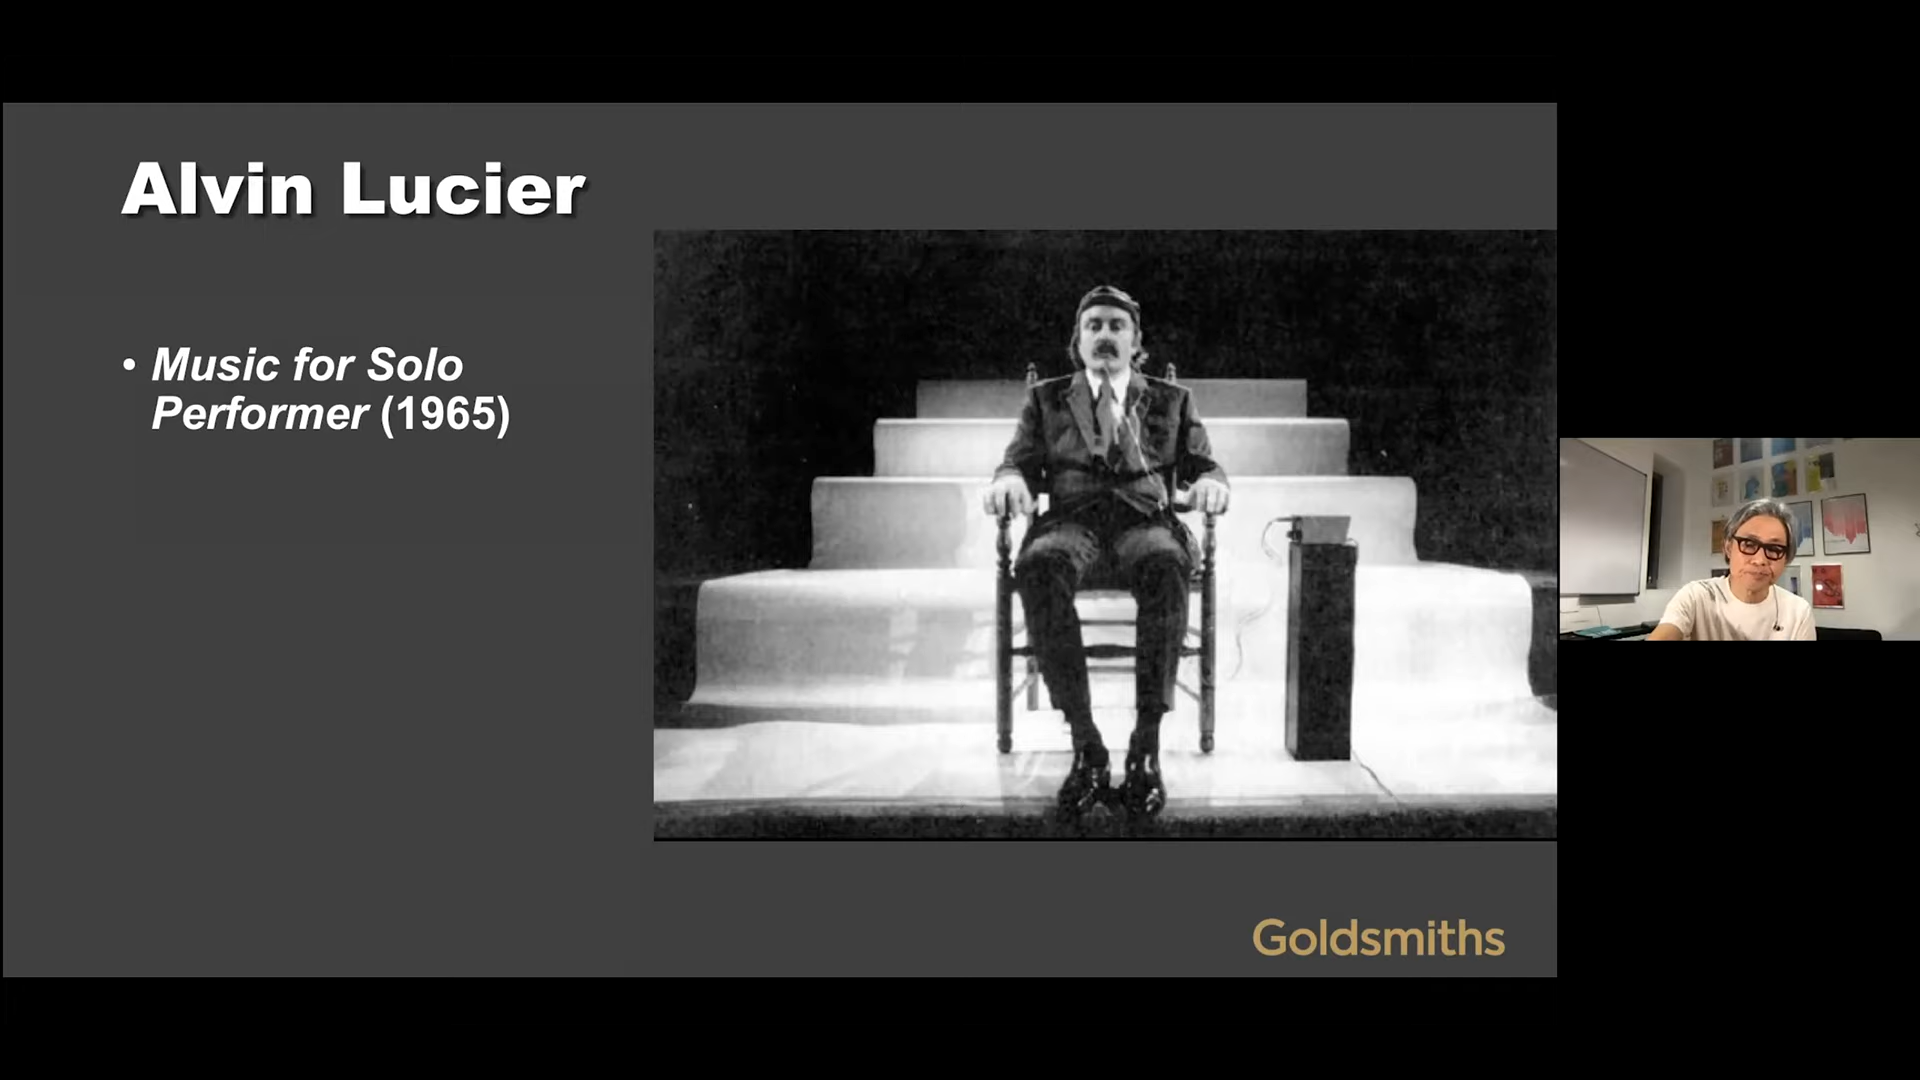 Alvin Lucier
• Music for Solo
Performer (1965)
Goldsmiths